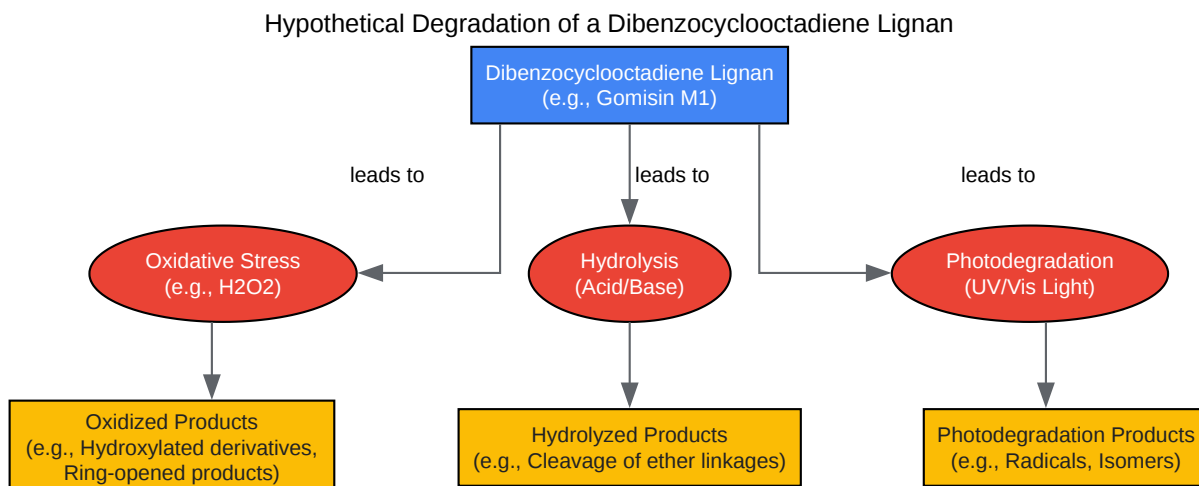 Hypothetical Degradation of a Dibenzocyclooctadiene Lignan
Dibenzocyclooctadiene Lignan
(e.g., Gomisin M1)
leads to
leads to
leads to
Oxidative Stress
(e.g., H2O2)
Hydrolysis
(Acid/Base)
Photodegradation
(UV/Vis Light)
Oxidized Products
(e.g., Hydroxylated derivatives,
Ring-opened products)
Hydrolyzed Products
(e.g., Cleavage of ether linkages)
Photodegradation Products
(e.g., Radicals, Isomers)